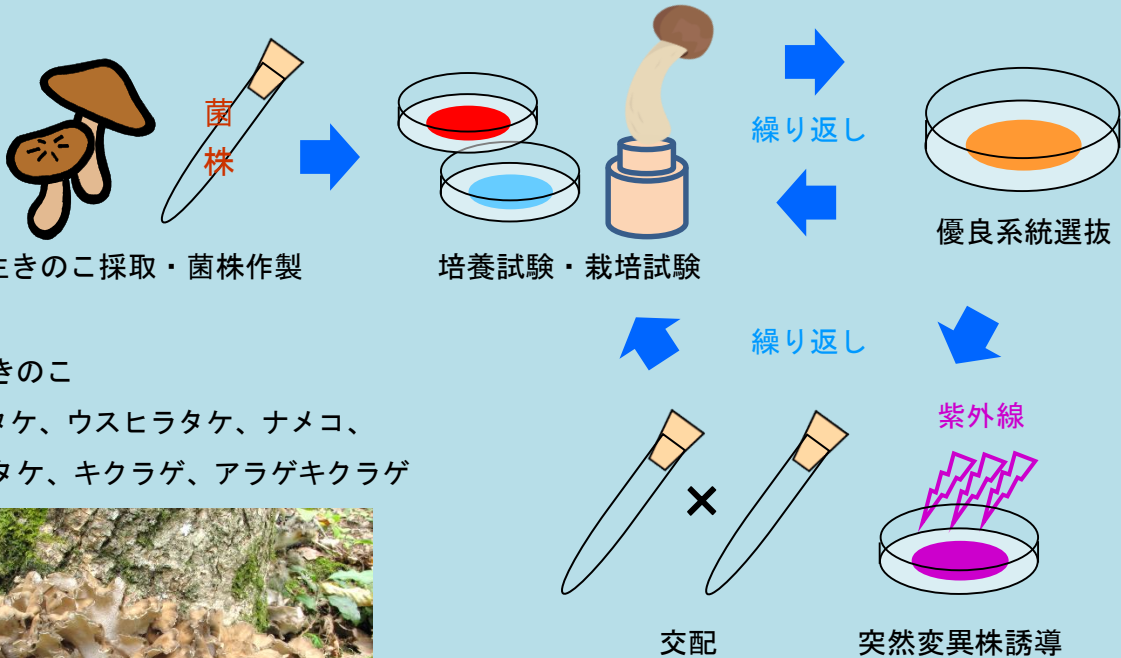 菌
株
繰り返し
生きのこ採取・菌株作製
培養試験・栽培試験
優良系統選抜
繰り返し
きのこ
タケ、ウスヒラタケ、ナメコ、
タケ、キクラゲ、アラゲキクラゲ
紫外線
×
交配
突然変異株誘導